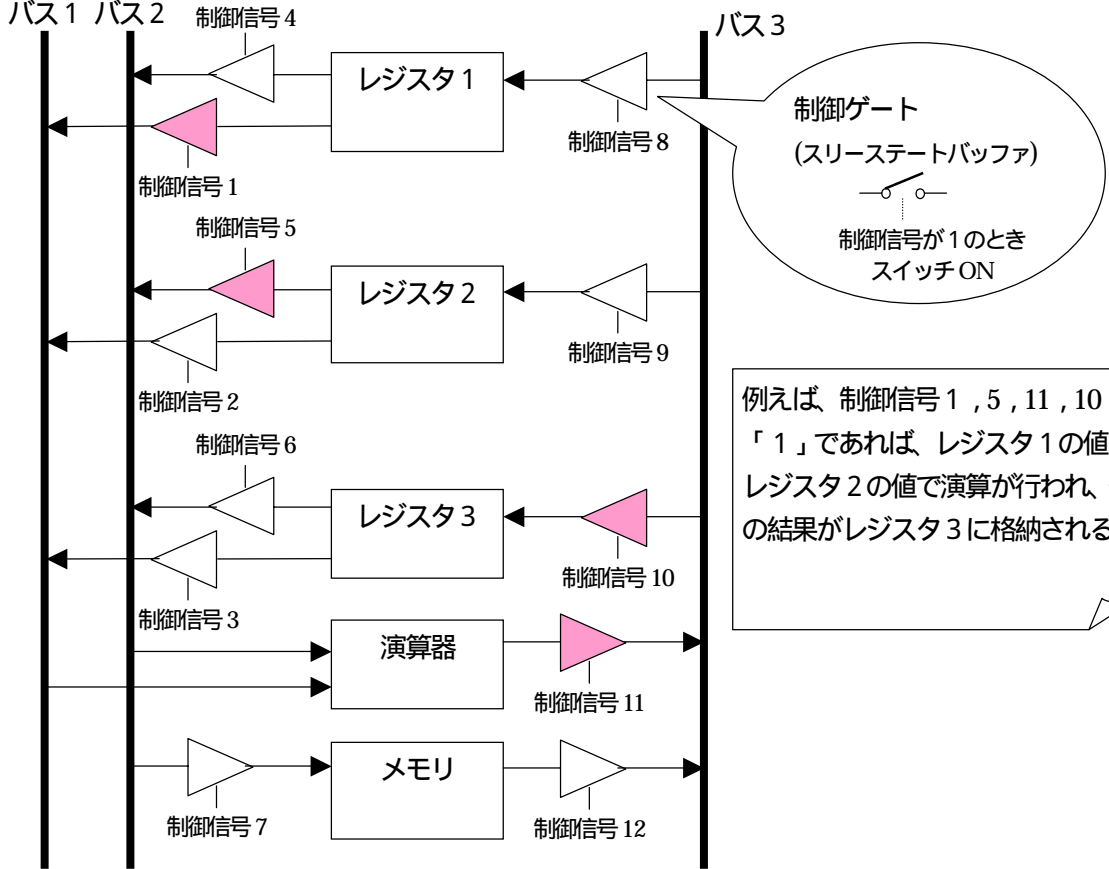 バス1 バス2
制御信号4
バス3
レジスタ1
制御信号8
制御信号1
制御ゲート
(スリーステートバッファ)
制御信号が1のとき
スイッチON
制御信号5
レジスタ2
制御信号9
制御信号2
例えば、制御信号1,5,11,10
「1」であれば、レジスタ1の値
レジスタ2の値で演算が行われ、
の結果がレジスタ3に格納される
制御信号6
レジスタ3
制御信号10
制御信号3
演算器
制御信号11
メモリ
制御信号7
制御信号12